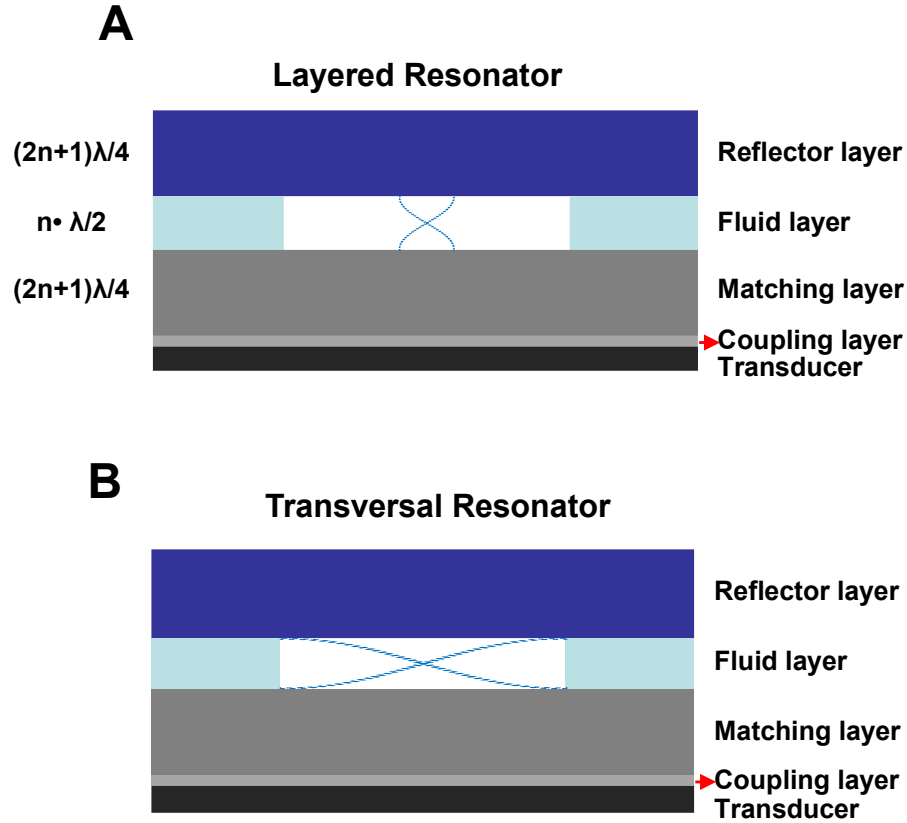 A
Layered Resonator
(2n+1)λ/4
Reflector layer
n• λ/2
Fluid layer
(2n+1)λ/4
Matching layer
Coupling layer
Transducer
B
Transversal Resonator
Reflector layer
Fluid layer
Matching layer
Coupling layer
Transducer